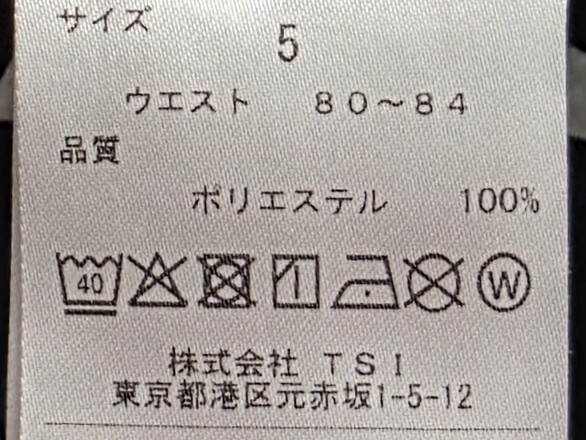 サイズ
5
ウエスト 80〜84
品質
ポリエステル 100%
40 W
株式会社 TSI
東京都港区元赤坂1-5-12